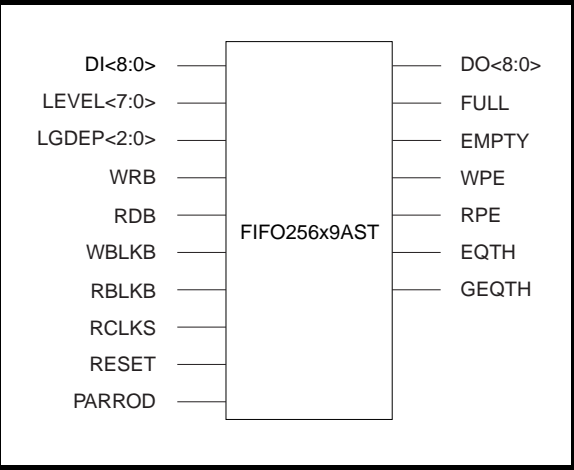 DI<8:0>
DO<8:0>
LEVEL<7:0>
FULL
LGDEP<2:0>
EMPTY
WRB
WPE
RDB
RPE
FIFO256x9AST
WBLKB
EQTH
RBLKB
GEQTH
RCLKS
RESET
PARROD